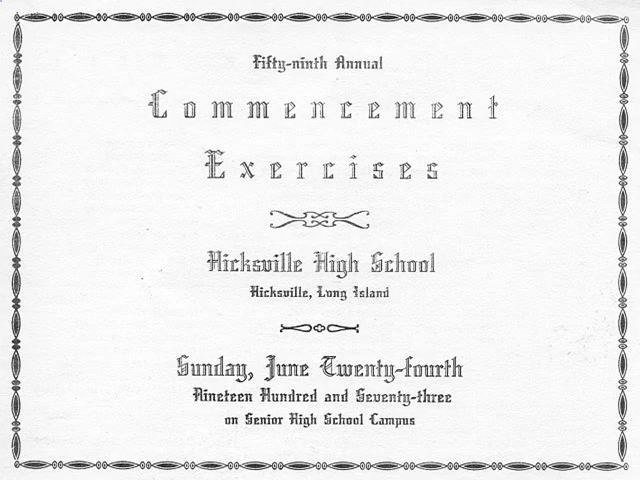 Fifty-ninth Annual
Commencement
Exercises
Hicksville High School
Hicksville, Long Island
Sunday, June Twenty-fourth
Nineteen Hundred and Seventy-three
on Senior High School Campus